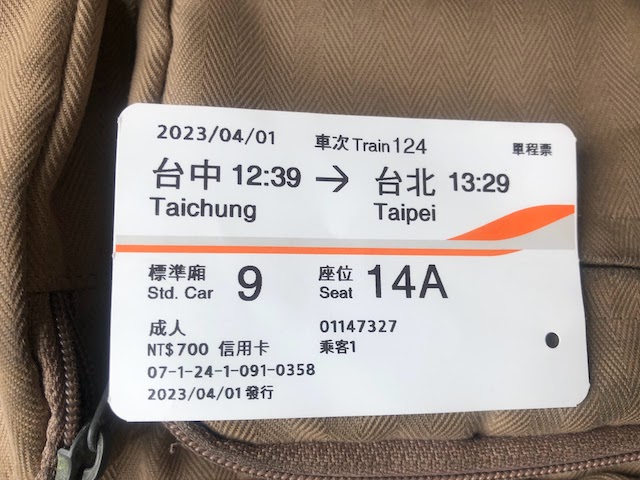 2023/04/01 車次 Train 124 單程票
台中 12:39 → 台北 13:29
Taichung Taipei
標準廂 9 座位 14A
Std. Car Seat
成人 01147327
NT$700 信用卡 乘客1
07-1-24-1-091-0358
2023/04/01發行